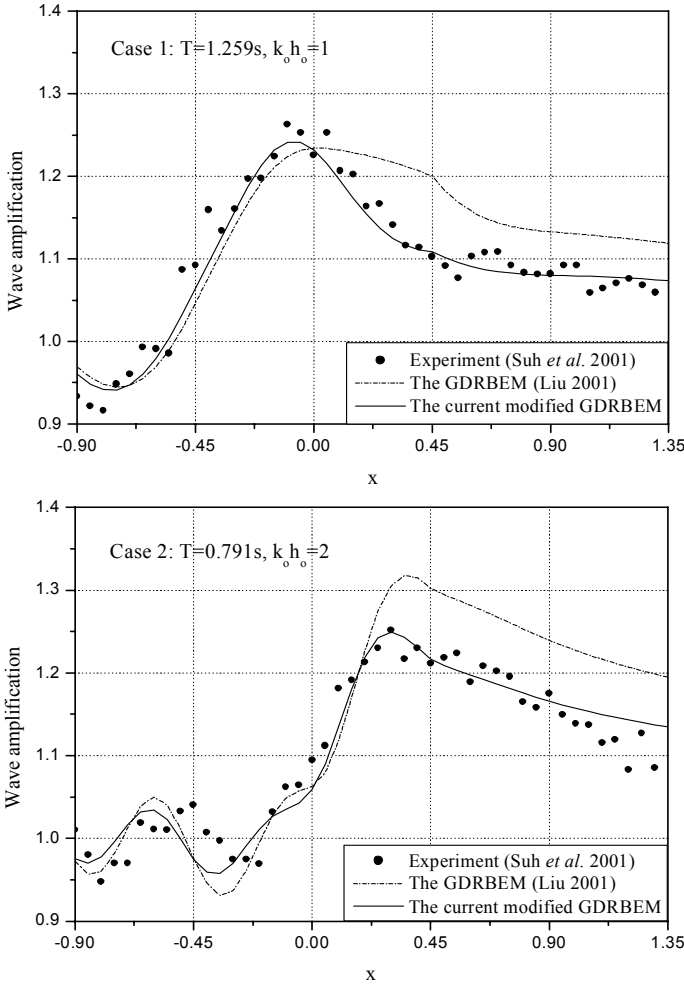 1.4
Case 1: T=1.259s, k_o h_o=1
1.3
1.2
1.1
1.0
0.9
Wave amplification
Experiment (Suh et al. 2001)
The GDRBEM (Liu 2001)
The current modified GDRBEM
-0.90 -0.45 0.00 0.45 0.90 1.35
x
1.4
Case 2: T=0.791s, k_o h_o=2
1.3
1.2
1.1
1.0
0.9
Wave amplification
Experiment (Suh et al. 2001)
The GDRBEM (Liu 2001)
The current modified GDRBEM
-0.90 -0.45 0.00 0.45 0.90 1.35
x